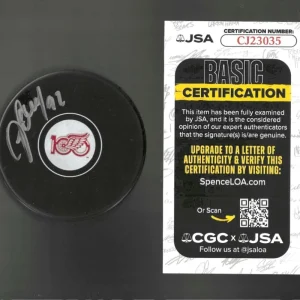 JSA
CERTIFICATION NUMBER:
CJ23035
BASIC
CERTIFICATION
This item has been fully examined
by JSA, and it is the considered
opinion of our expert authenticators
that the signature(s) is/are genuine.
UPGRADE TO A LETTER OF
AUTHENTICITY & VERIFY THIS
CERTIFICATION BY VISITING:
SpenceLOA.com
Or Scan
CGC x JSA
Follow us at @jsaloa